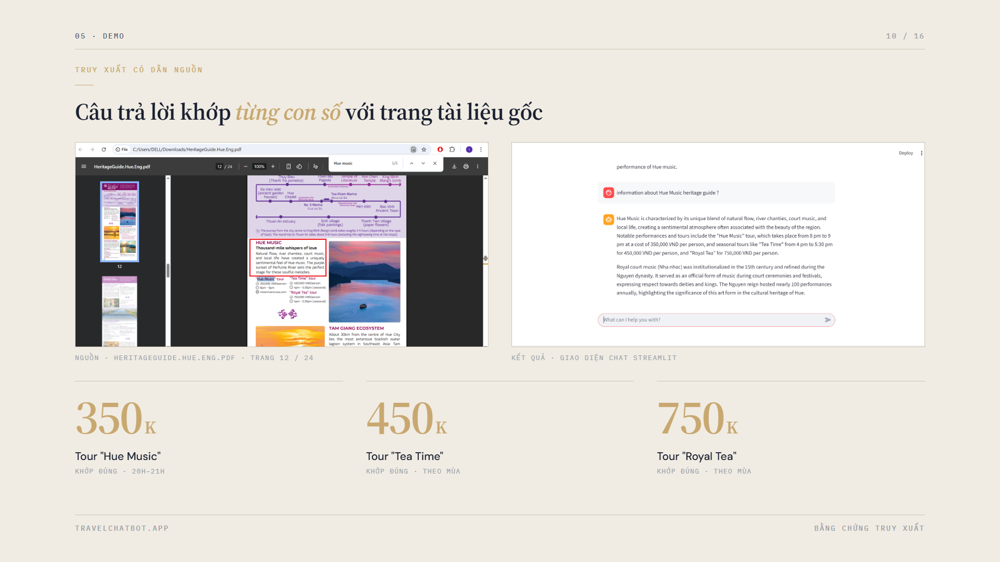 05 · DEMO
10 / 16
TRUY XUẤT CÓ DẪN NGUỒN
Câu trả lời khớp từng con số với trang tài liệu gốc
File
C:/Users/DELL/Downloads/HeritageGuide.Hue.Eng.pdf
HeritageGuide.Hue.Eng.pdf
12 / 24
100%
Hue music
3/5
12
Thuy Bieu
(Thanh Tra pomelos)
Thien Mu
Pagoda
Temple of
Literature
Hon Chen
Temple
King Minh
Mang's tomb
Extended itinerary
Da Vien islet
(ancient garden
houses)
Hue
Citadel
Upstream the
Perfume River
Toa Kham Marina
49 Le Loi Str.
No. 5 Marina
5 Le Loi Str.
Downstream the
Perfume River
Hen islet
Bao Vinh
Ancient Town
Thuan An estuary
Sinh village
(folk paintings)
Thanh Tien Village
(paper flowers)
The journey from the city centre to King Minh Mang's tomb takes roughly 3-5 hours (depending on the type
of boat). The round trip to Thuan An takes about 5-6 hours (excluding the sightseeing time at the stops).
HUE MUSIC
Thousand-mile whispers of love
Natural flow, river chanties, court music,
and local life have created a uniquely
sentimental feel of Hue music. The purple
sunset of Perfume River sets the perfect
stage for these soulful melodies.
"Hue Music" tour
350,000 VND/person
8pm - 9pm
moonrivercruise.com
"Tea Time" tour
450,000 VND/person
4pm - 5:30pm (seasonal)
"Royal Tea" tour
750,000 VND/person
4pm - 5:30pm (seasonal)
TAM GIANG ECOSYSTEM
About 30km from the centre of Hue City
lies the most extensive brackish water
lagoon system in Southeast Asia: Tam
Deploy
performance of Hue music.
information about Hue Music heritage guide ?
Hue Music is characterized by its unique blend of natural flow, river chanties, court music, and
local life, creating a sentimental atmosphere often associated with the beauty of the region.
Notable performances and tours include the "Hue Music" tour, which takes place from 8 pm to 9
pm at a cost of 350,000 VND per person, and seasonal tours like "Tea Time" from 4 pm to 5:30 pm
for 450,000 VND per person, and "Royal Tea" for 750,000 VND per person.
Royal court music (Nha nhac) was institutionalized in the 15th century and refined during the
Nguyen dynasty. It served as an official form of music during court ceremonies and festivals,
expressing respect towards deities and kings. The Nguyen reign hosted nearly 100 performances
annually, highlighting the significance of this art form in the cultural heritage of Hue.
What can I help you with?
NGUỒN · HERITAGEGUIDE.HUE.ENG.PDF · TRANG 12 / 24
KẾT QUẢ · GIAO DIỆN CHAT STREAMLIT
350K
Tour "Hue Music"
KHỚP ĐÚNG · 20H–21H
450K
Tour "Tea Time"
KHỚP ĐÚNG · THEO MÙA
750K
Tour "Royal Tea"
KHỚP ĐÚNG · THEO MÙA
TRAVELCHATBOT.APP
BẰNG CHỨNG TRUY XUẤT